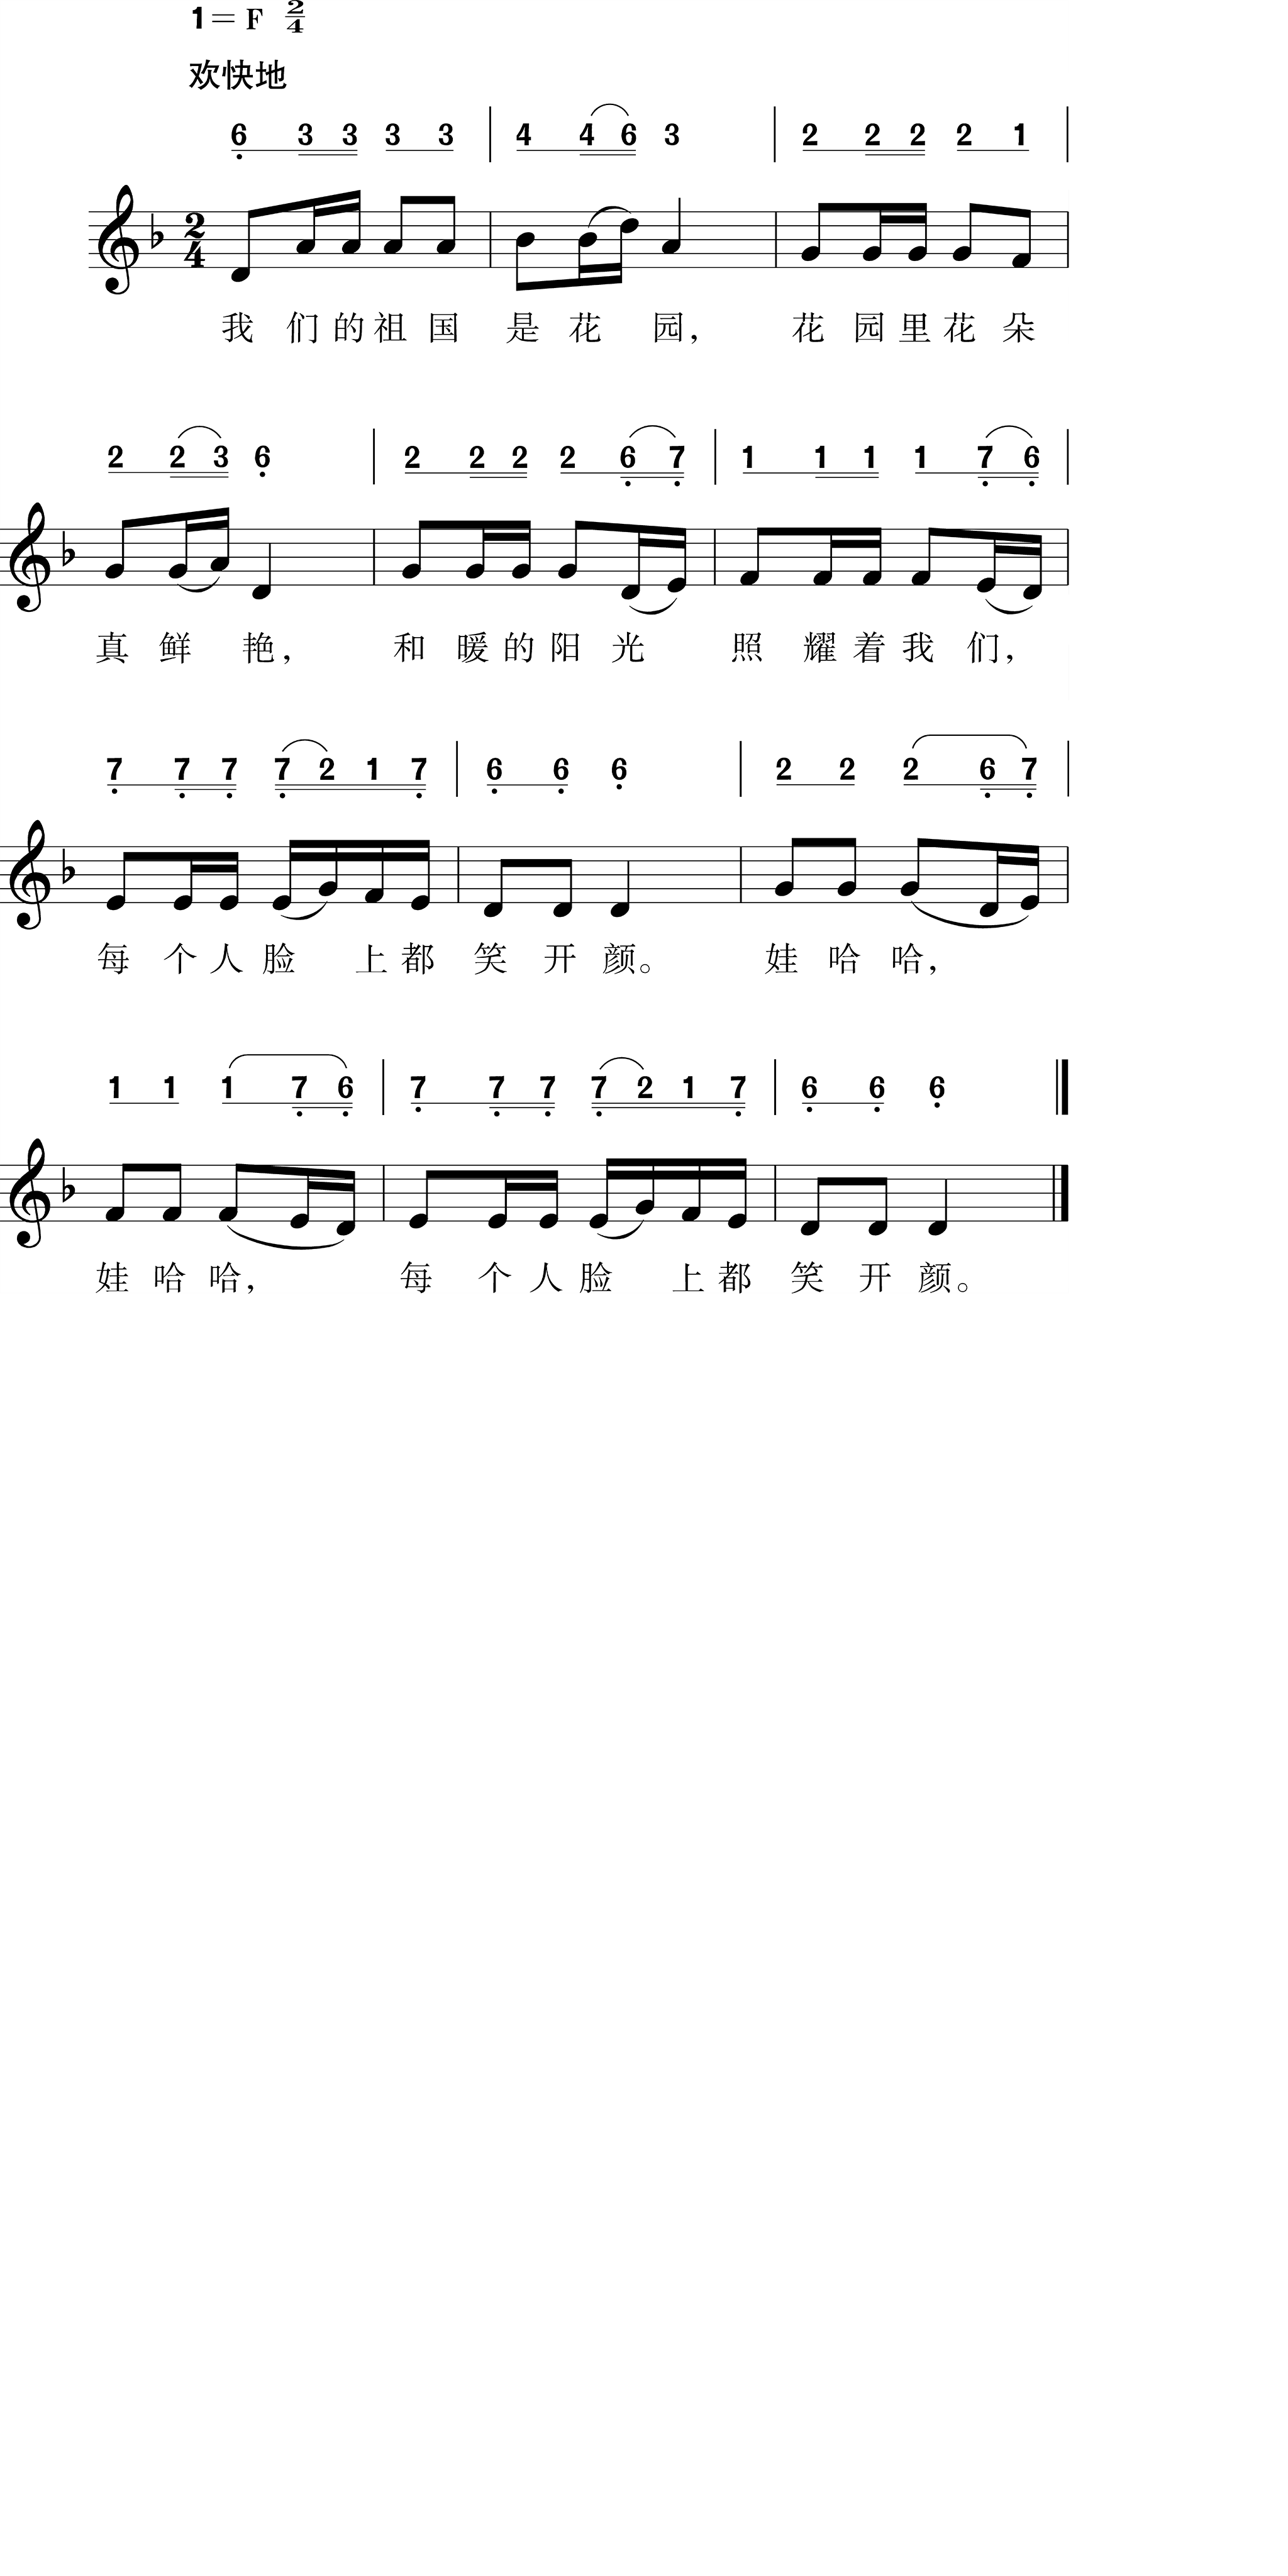 1= F 2/4
欢快地
6 3 3 3 3 | 4 4 6 3 | 2 2 2 2 1 |
2 4
我 们 的 祖 国 是 花 园, 花 园 里 花 朵
2 2 3 6 | 2 2 2 2 6 7 | 1 1 1 1 7 6 |
真 鲜 艳, 和 暖 的 阳 光 照 耀 着 我 们,
7 7 7 7 2 1 7 | 6 6 6 | 2 2 2 6 7 |
每 个 人 脸 上 都 笑 开 颜。 娃 哈 哈,
1 1 1 7 6 | 7 7 7 7 2 1 7 | 6 6 6
娃 哈 哈, 每 个 人 脸 上 都 笑 开 颜。